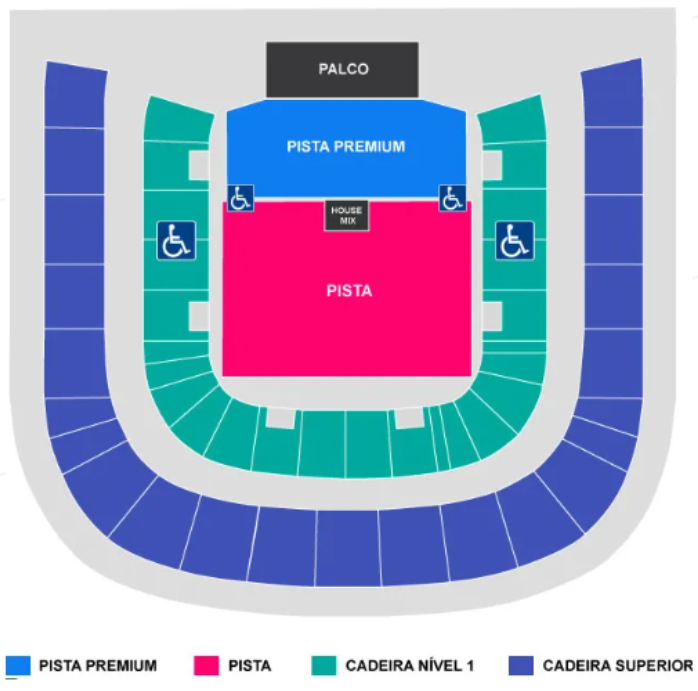 PALCO
PISTA PREMIUM
HOUSE
MIX
PISTA
PISTA PREMIUM
PISTA
CADEIRA NÍVEL 1
CADEIRA SUPERIOR